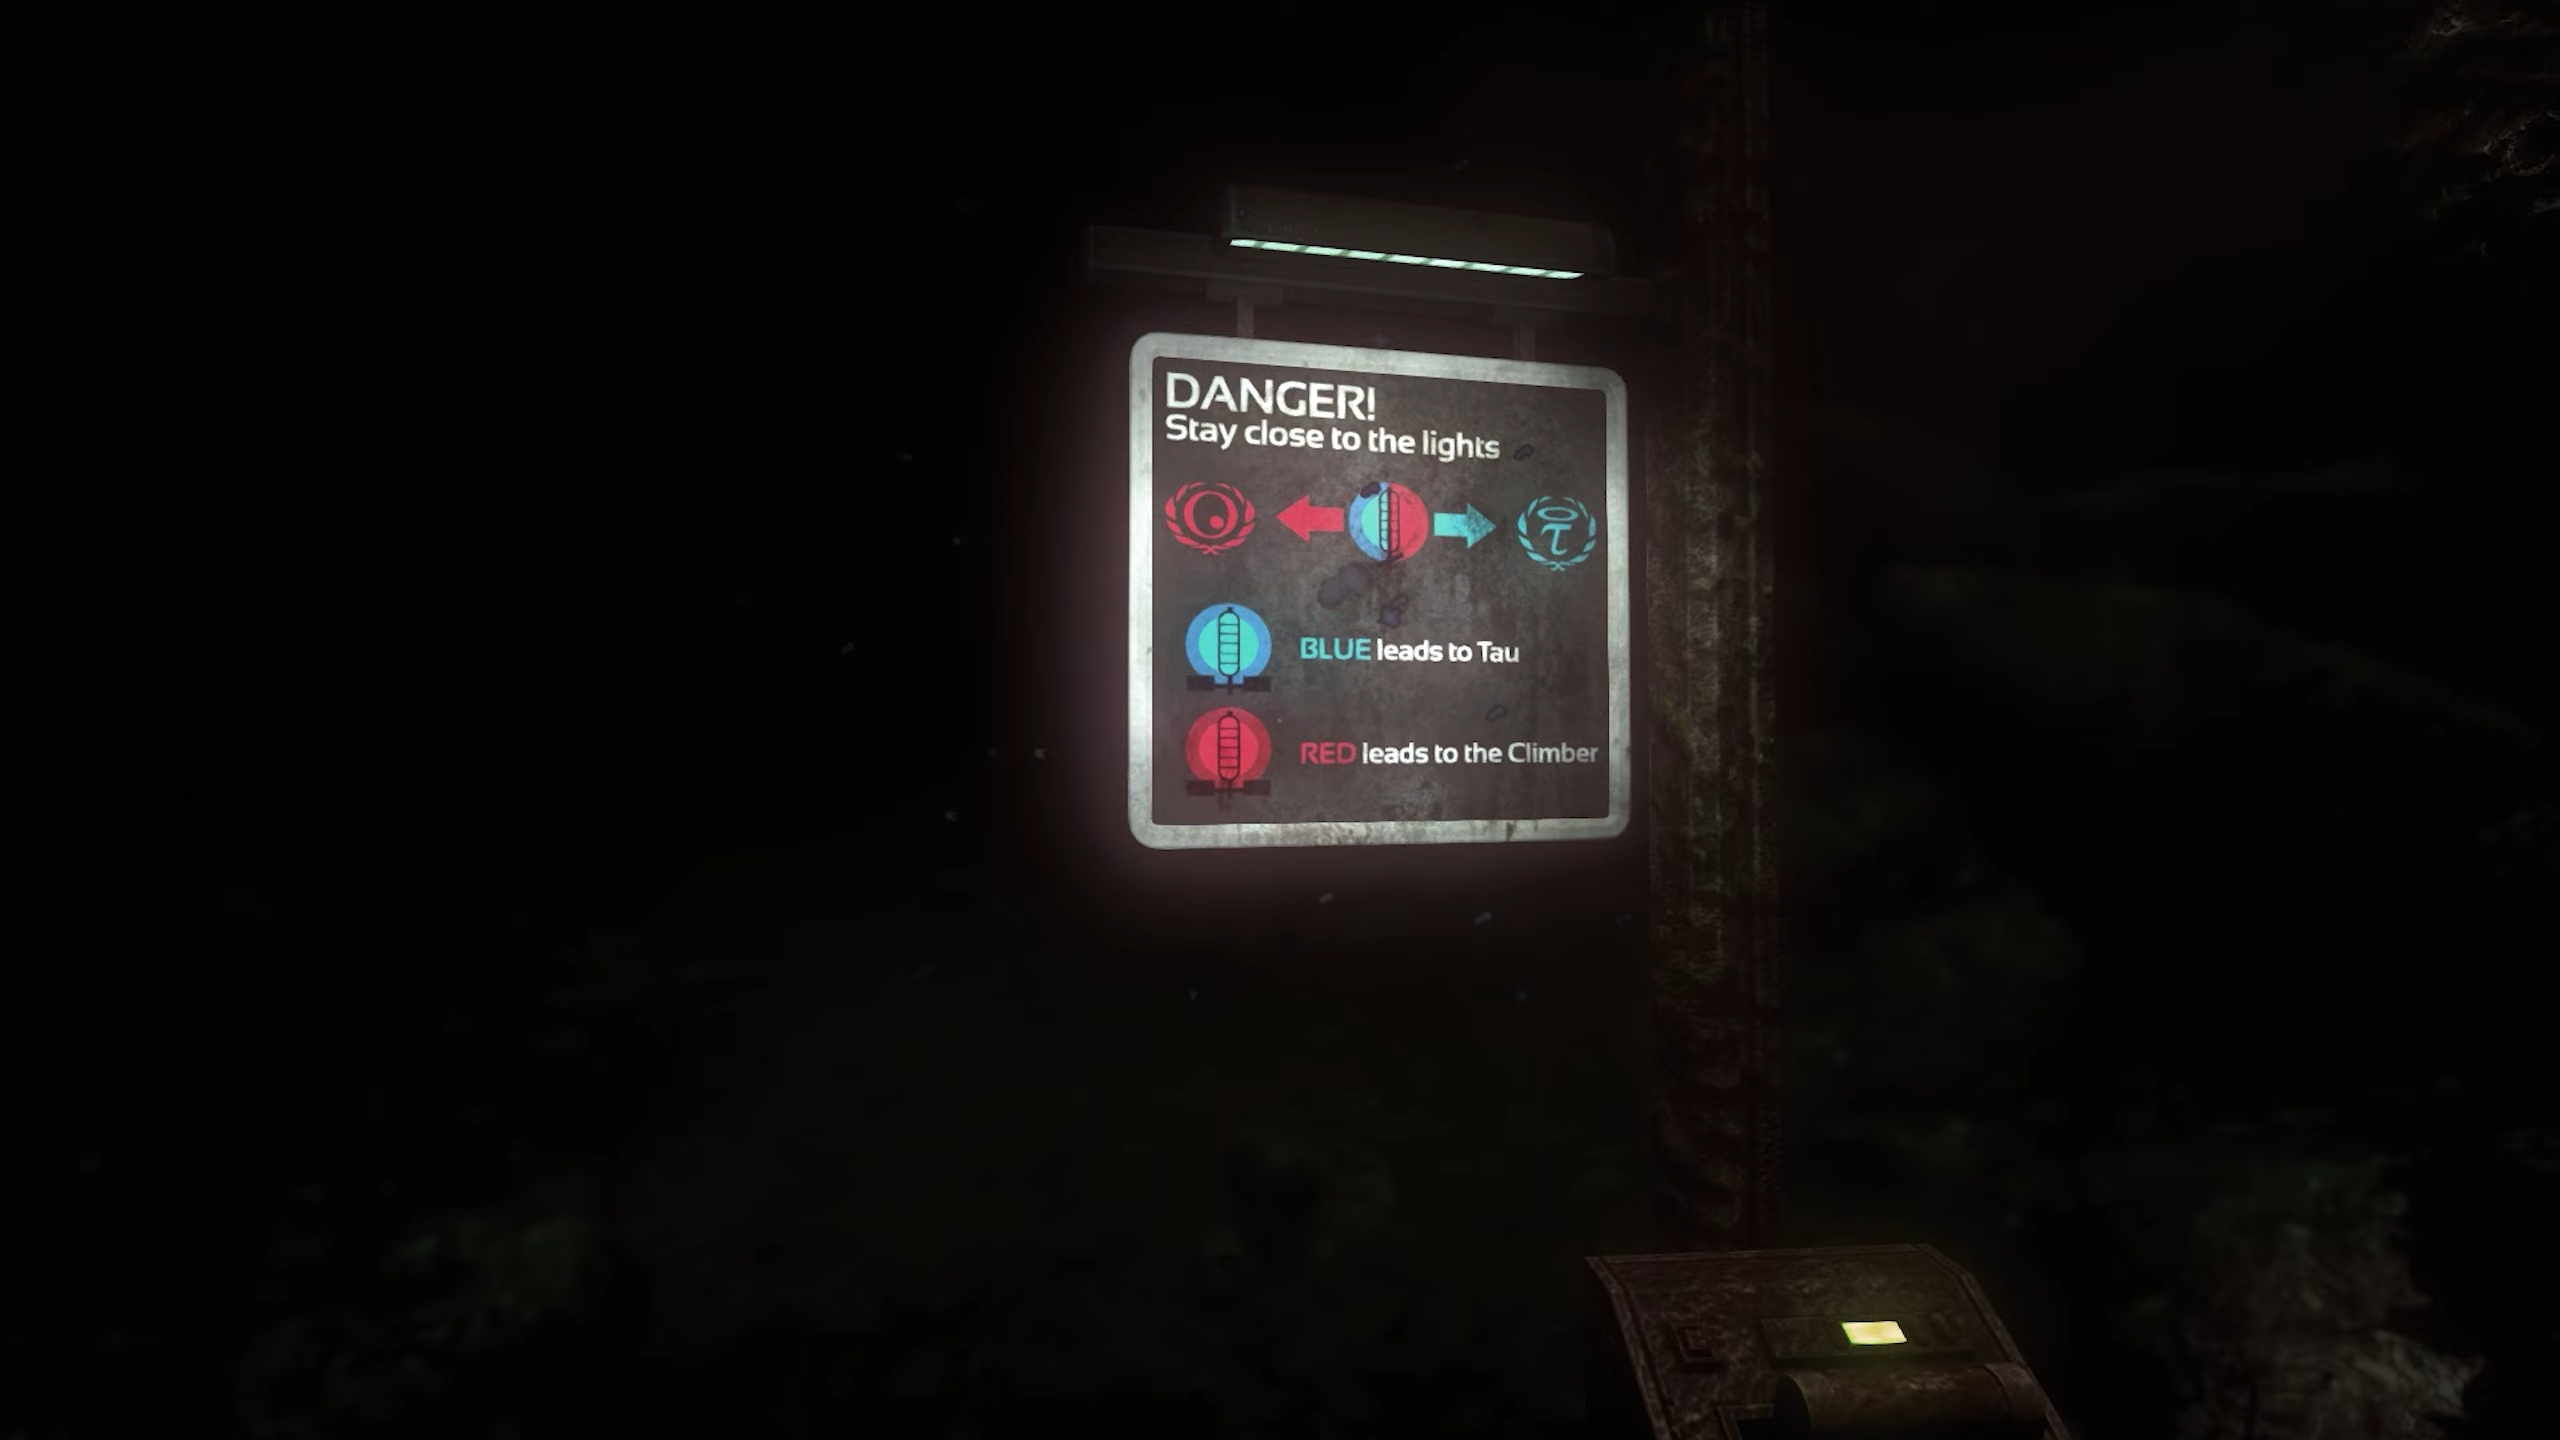 DANGER!
Stay close to the lights
τ
BLUE leads to Tau
RED leads to the Climber